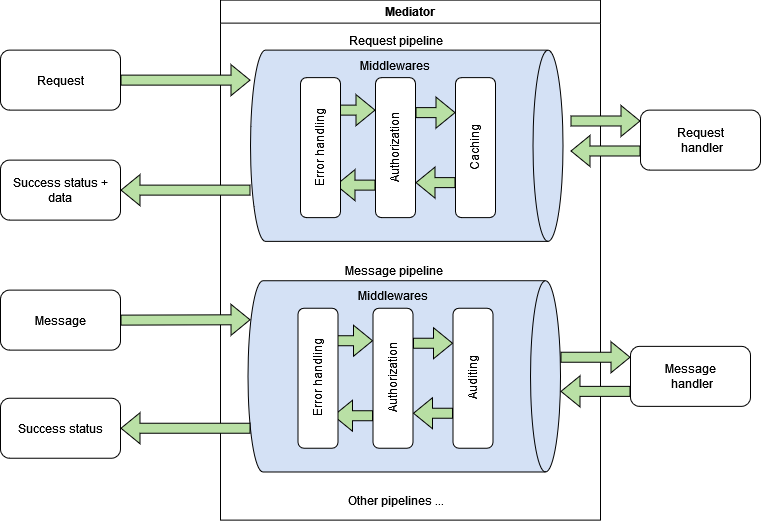 Mediator
Request pipeline
Middlewares
Request
Error handling
Authorization
Caching
Request
handler
Success status +
data
Message pipeline
Middlewares
Message
Error handling
Authorization
Auditing
Message
handler
Success status
Other pipelines ...